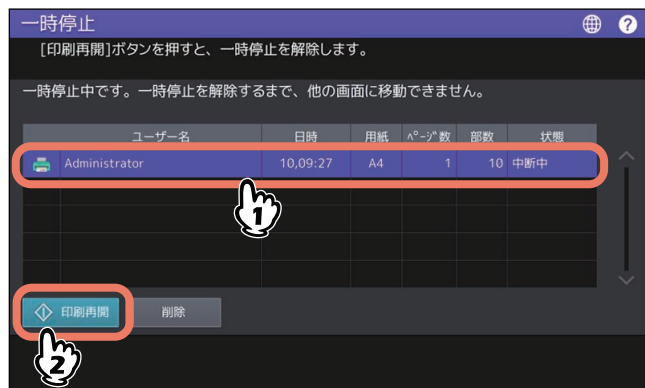 一時停止
?
[印刷再開]ボタンを押すと、一時停止を解除します。
一時停止中です。一時停止を解除するまで、他の画面に移動できません。
ユーザー名 日時 用紙 ﾍﾟｰｼﾞ数 部数 状態
Administrator 10,09:27 A4 1 10 中断中
1
印刷再開 削除
2